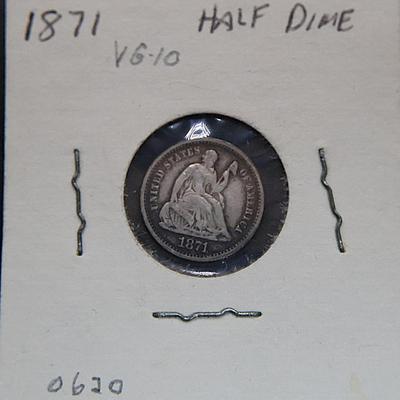 1871 HALF DIME
VG-10
UNITED STATES OF AMERICA
1871
0620